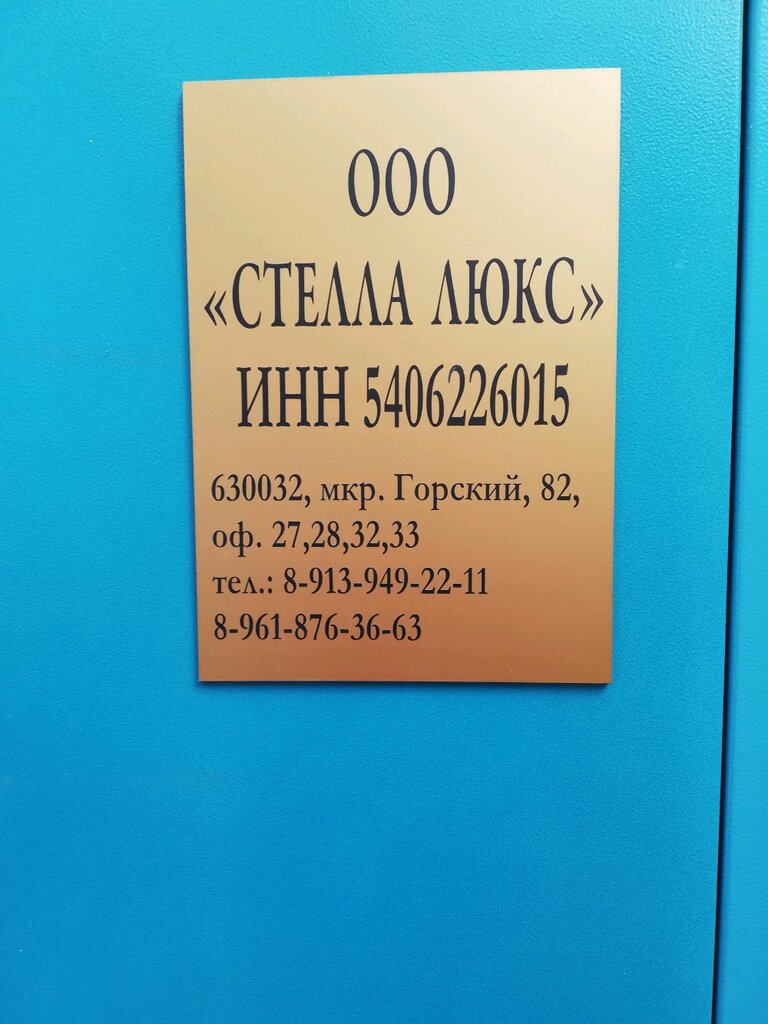 ООО
«СТЕЛЛА ЛЮКС»
ИНН 5406226015
630032, мкр. Горский, 82,
оф. 27,28,32,33
тел.: 8-913-949-22-11
8-961-876-36-63